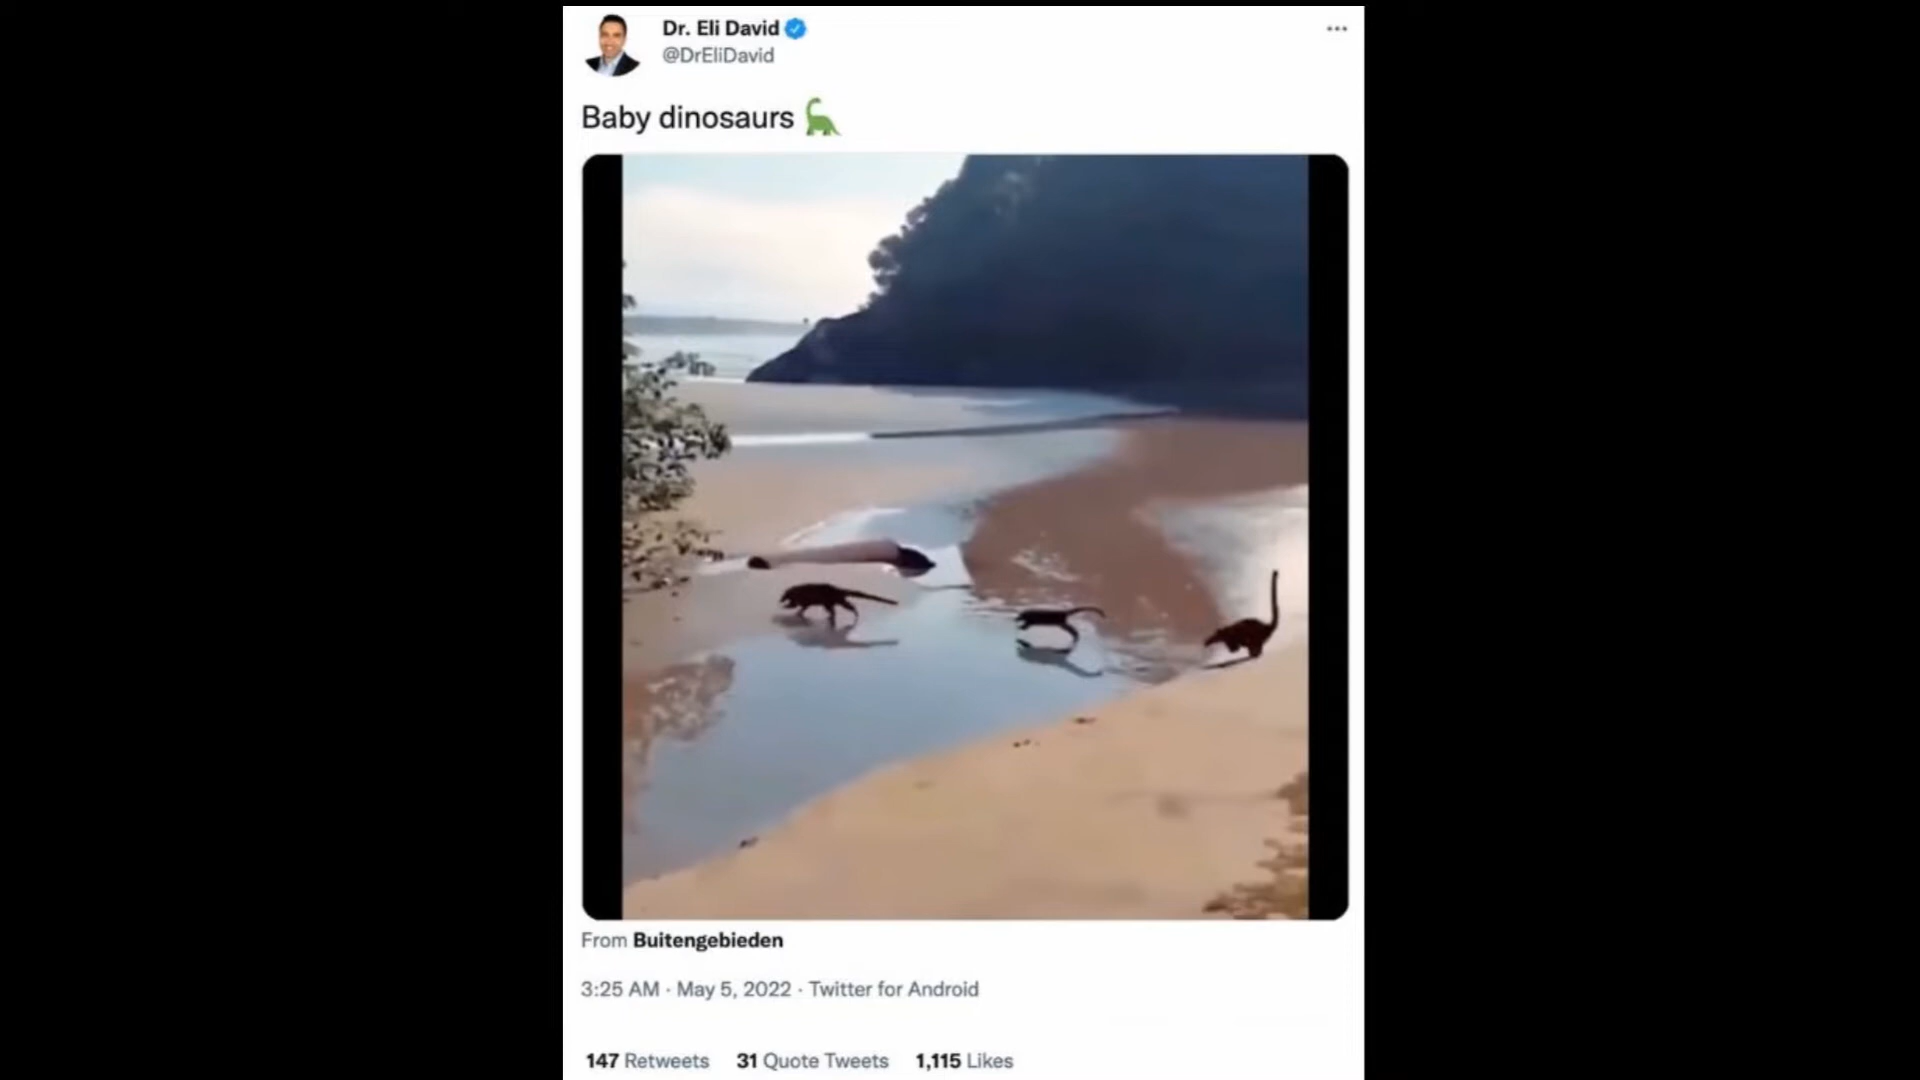 Dr. Eli David
@DrEliDavid
Baby dinosaurs 🦕
From Buitengebieden
3:25 AM · May 5, 2022 · Twitter for Android
147 Retweets 31 Quote Tweets 1,115 Likes